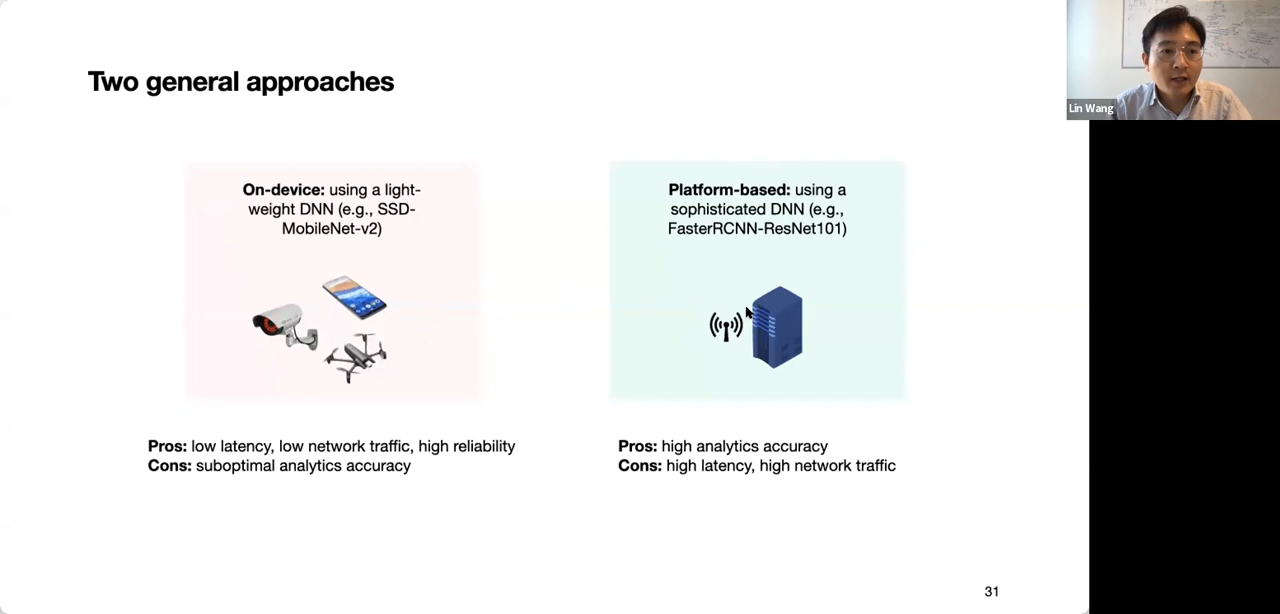 Two general approaches
On-device: using a light-
weight DNN (e.g., SSD-
MobileNet-v2)
Pros: low latency, low network traffic, high reliability
Cons: suboptimal analytics accuracy
Platform-based: using a
sophisticated DNN (e.g.,
FasterRCNN-ResNet101)
Pros: high analytics accuracy
Cons: high latency, high network traffic
31
Lin Wang